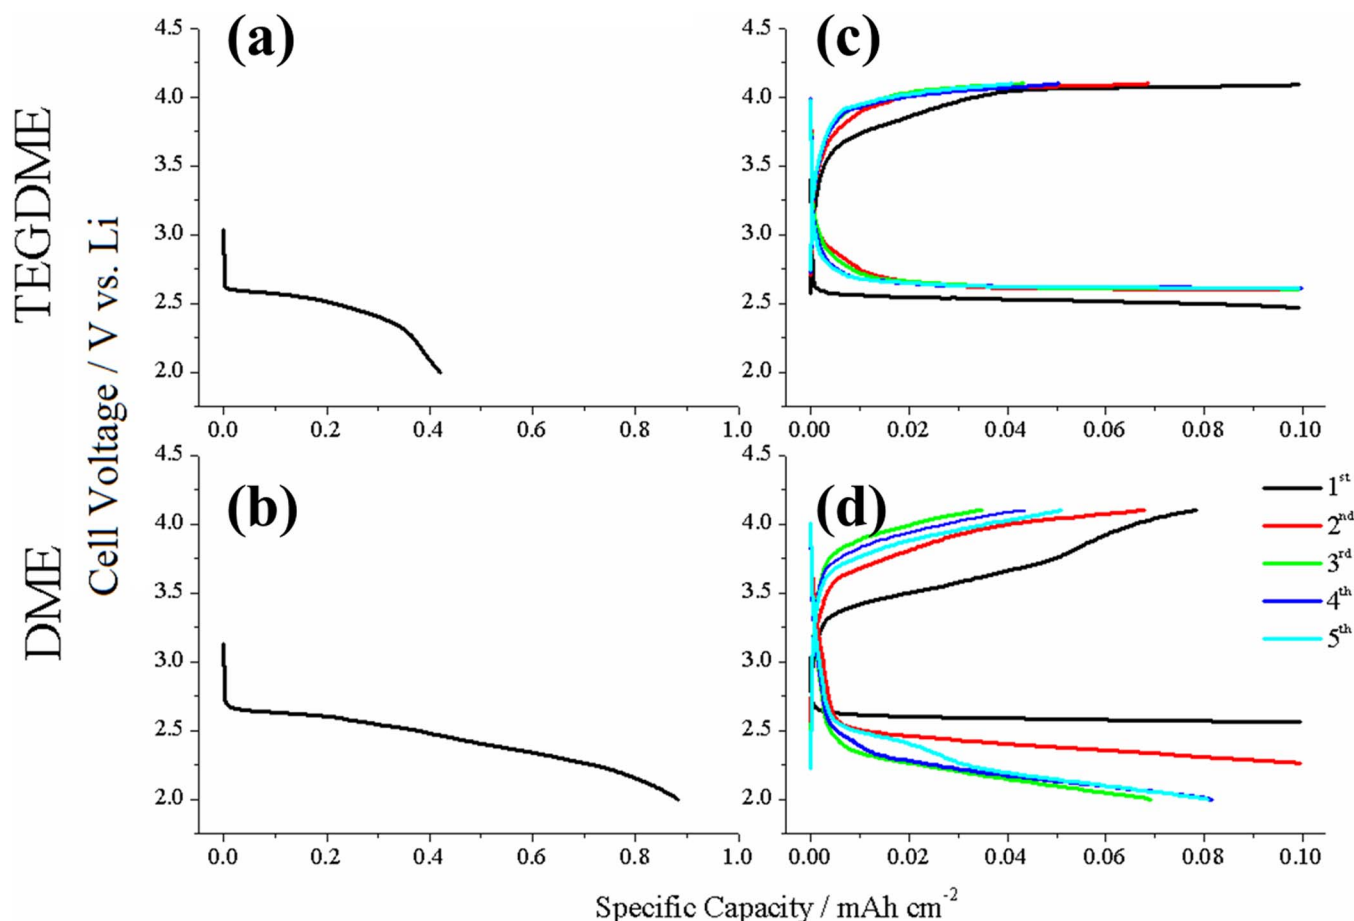 TEGDME
DME
Cell Voltage / V vs. Li
(a)
4.5
4.0
3.5
3.0
2.5
2.0
0.0 0.2 0.4 0.6 0.8 1.0
(c)
4.5
4.0
3.5
3.0
2.5
2.0
0.00 0.02 0.04 0.06 0.08 0.10
(b)
4.5
4.0
3.5
3.0
2.5
2.0
0.0 0.2 0.4 0.6 0.8 1.0
(d)
4.5
4.0
3.5
3.0
2.5
2.0
0.00 0.02 0.04 0.06 0.08 0.10
1st
2nd
3rd
4th
5th
Specific Capacity / mAh cm-2